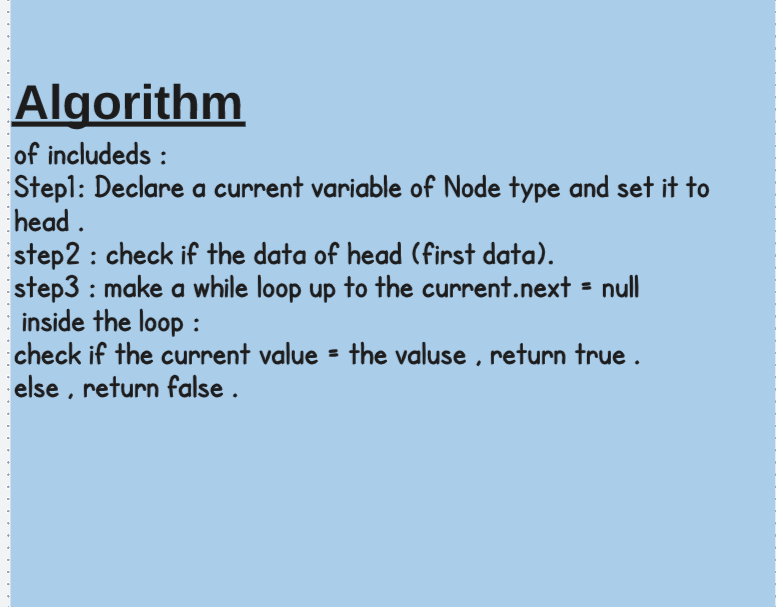 Algorithm
of includeds :
Step1: Declare a current variable of Node type and set it to
head .
step2 : check if the data of head (first data).
step3 : make a while loop up to the current.next = null
inside the loop :
check if the current value = the valuse , return true .
else , return false .